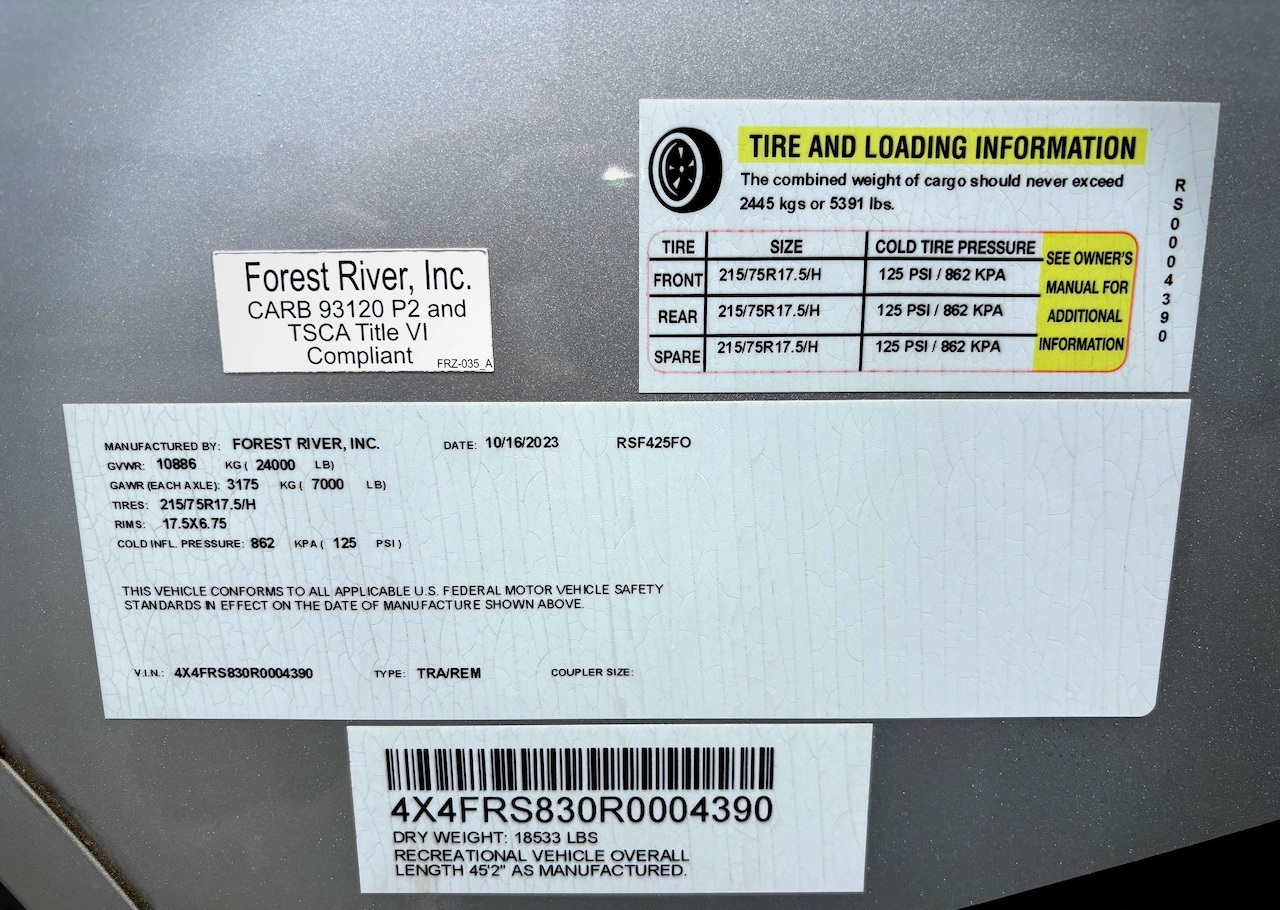 TIRE AND LOADING INFORMATION
The combined weight of cargo should never exceed
2445 kgs or 5391 lbs.
TIRE SIZE COLD TIRE PRESSURE
FRONT 215/75R17.5/H 125 PSI / 862 KPA
REAR 215/75R17.5/H 125 PSI / 862 KPA
SPARE 215/75R17.5/H 125 PSI / 862 KPA
SEE OWNER'S
MANUAL FOR
ADDITIONAL
INFORMATION
RS0004390
Forest River, Inc.
CARB 93120 P2 and
TSCA Title VI
Compliant
FRZ-035_A
MANUFACTURED BY: FOREST RIVER, INC. DATE: 10/16/2023 RSF425FO
GVWR: 10886 KG ( 24000 LB)
GAWR (EACH AXLE): 3175 KG ( 7000 LB)
TIRES: 215/75R17.5/H
RIMS: 17.5X6.75
COLD INFL. PRESSURE: 862 KPA ( 125 PSI )
THIS VEHICLE CONFORMS TO ALL APPLICABLE U.S. FEDERAL MOTOR VEHICLE SAFETY
STANDARDS IN EFFECT ON THE DATE OF MANUFACTURE SHOWN ABOVE.
V.I.N.: 4X4FRS830R0004390 TYPE: TRA/REM COUPLER SIZE:
4X4FRS830R0004390
DRY WEIGHT: 18533 LBS
RECREATIONAL VEHICLE OVERALL
LENGTH 45'2" AS MANUFACTURED.